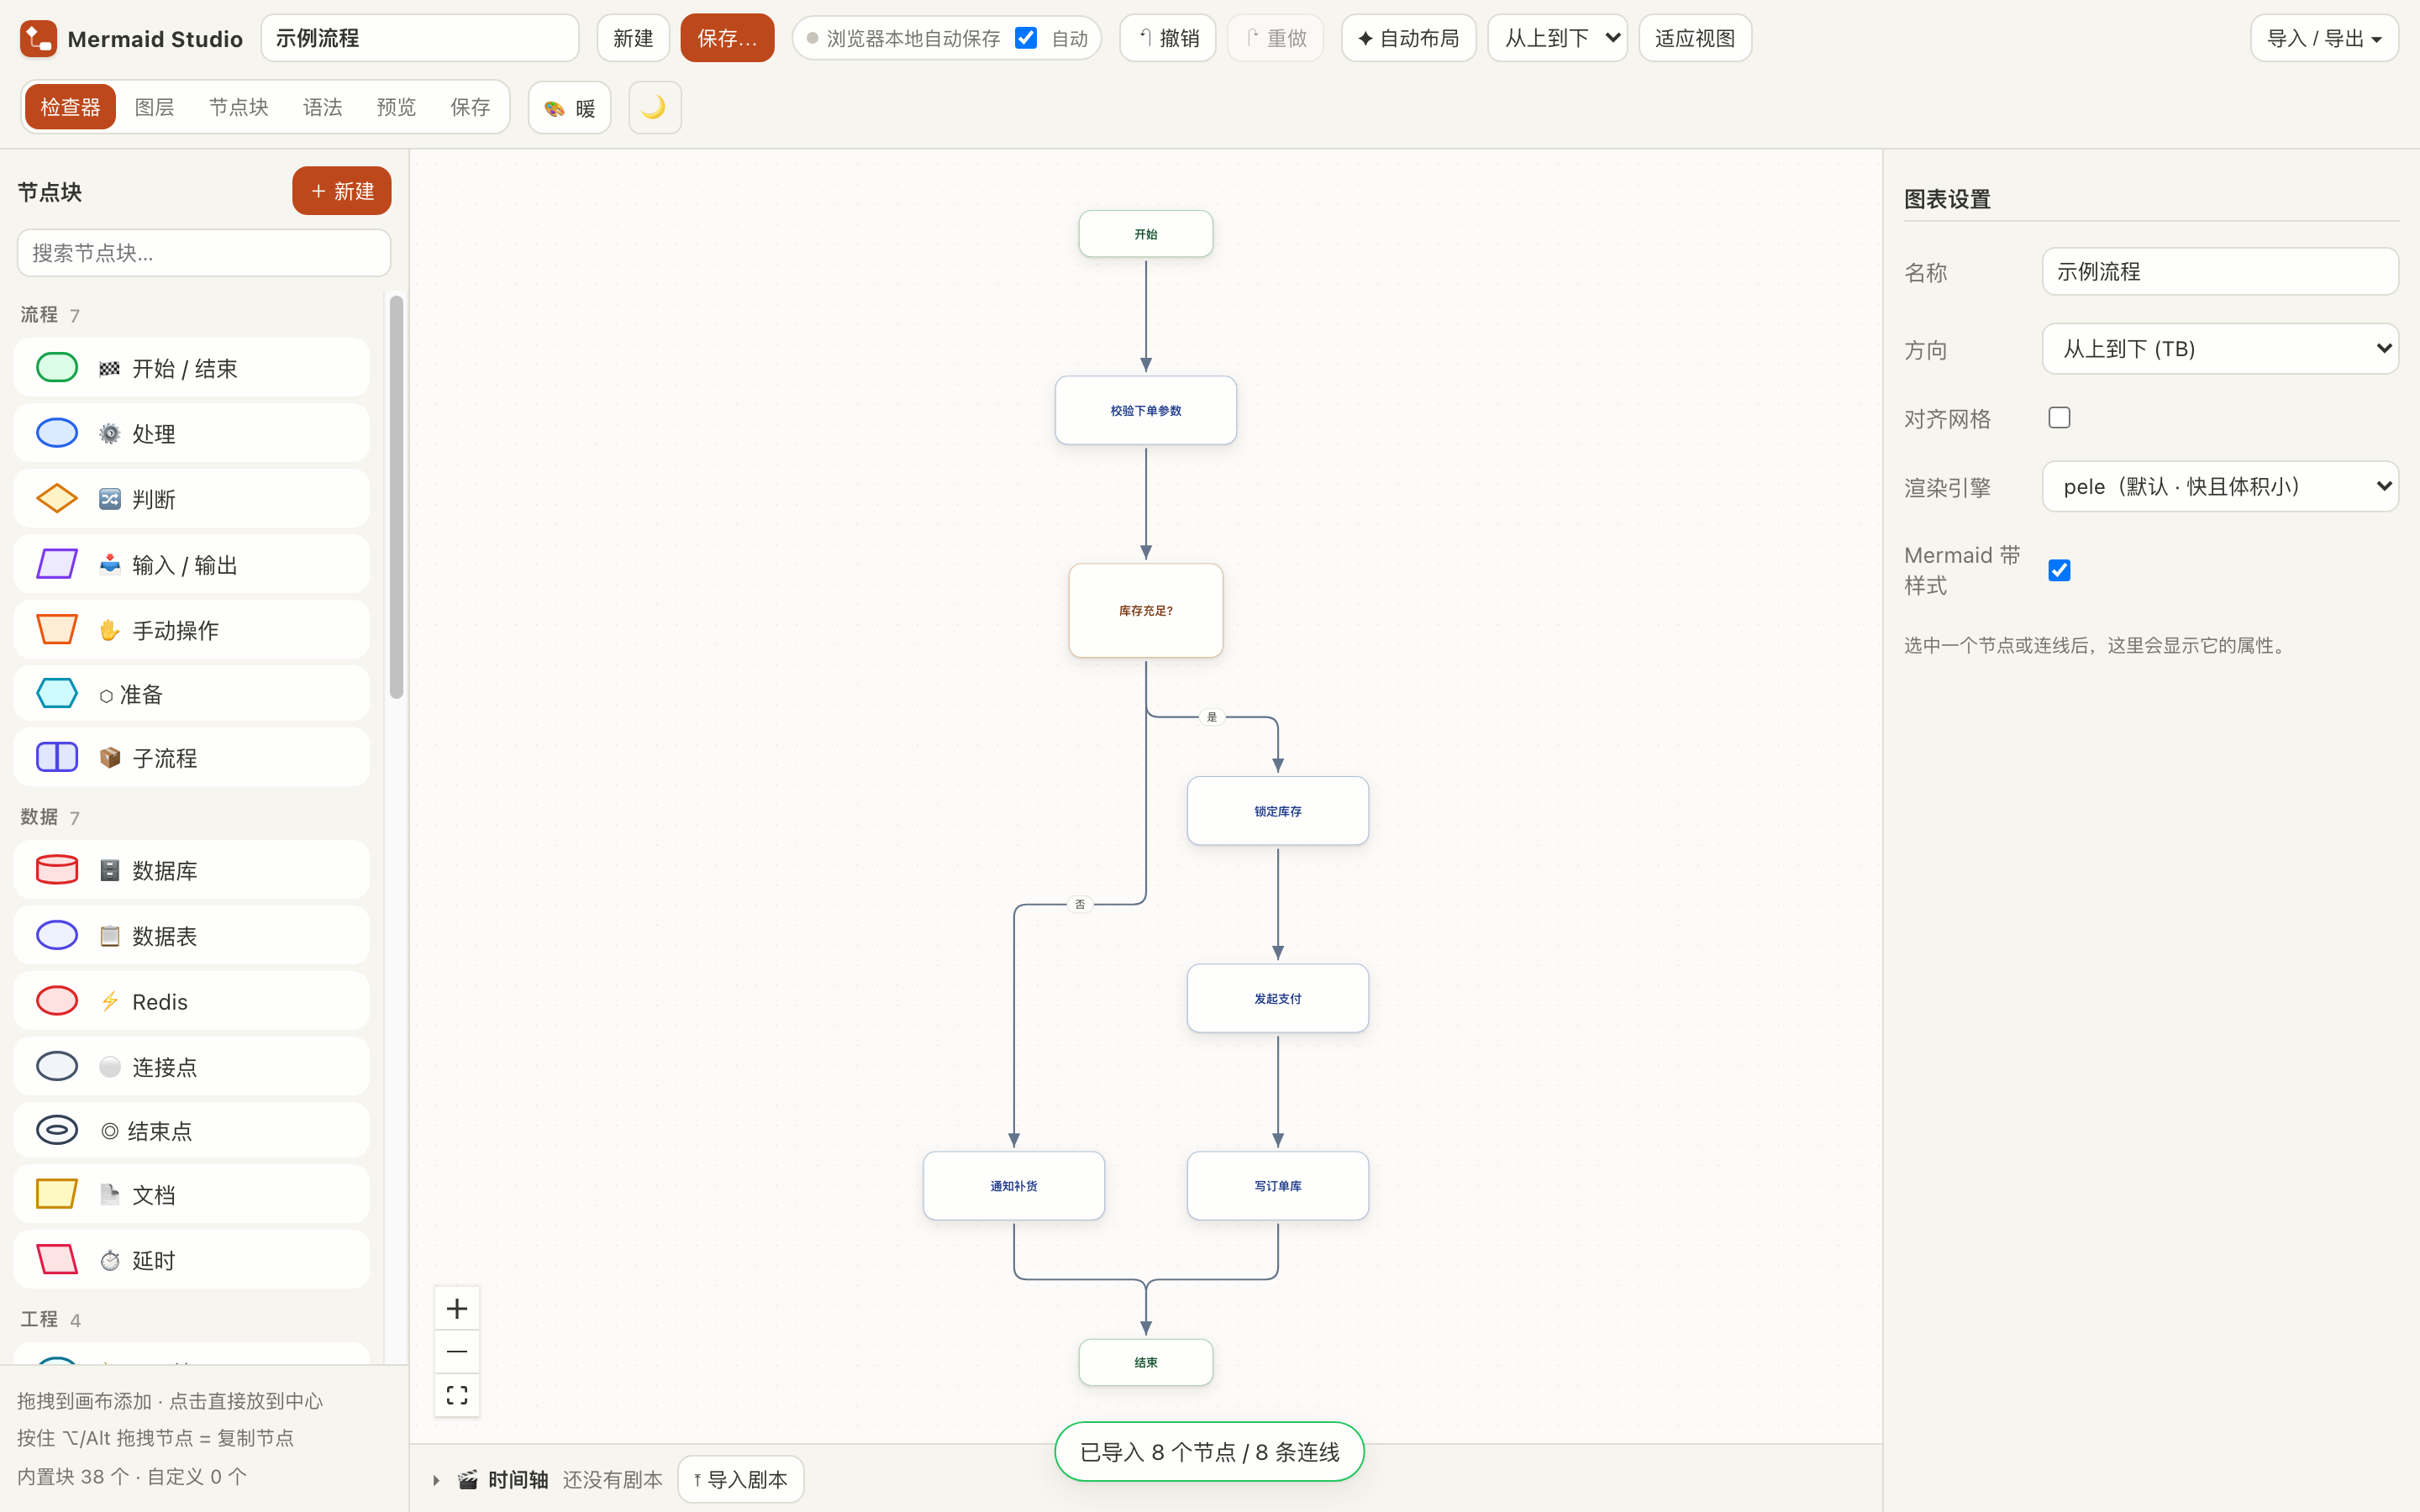 Mermaid Studio
示例流程
新建
保存…
浏览器本地自动保存
自动
撤销
重做
自动布局
从上到下
适应视图
导入 / 导出
检查器
图层
节点块
语法
预览
保存
暖
节点块
+ 新建
搜索节点块…
流程 7
开始 / 结束
处理
判断
输入 / 输出
手动操作
准备
子流程
数据 7
数据库
数据表
Redis
连接点
结束点
文档
延时
工程 4
拖拽到画布添加 · 点击直接放到中心
按住 ⌥/Alt 拖拽节点 = 复制节点
内置块 38 个 · 自定义 0 个
开始
校验下单参数
库存充足?
是
锁定库存
否
发起支付
通知补货
写订单库
结束
已导入 8 个节点 / 8 条连线
时间轴
还没有剧本
导入剧本
图表设置
名称
示例流程
方向
从上到下 (TB)
对齐网格
渲染引擎
pele（默认 · 快且体积小）
Mermaid 带
样式
选中一个节点或连线后，这里会显示它的属性。